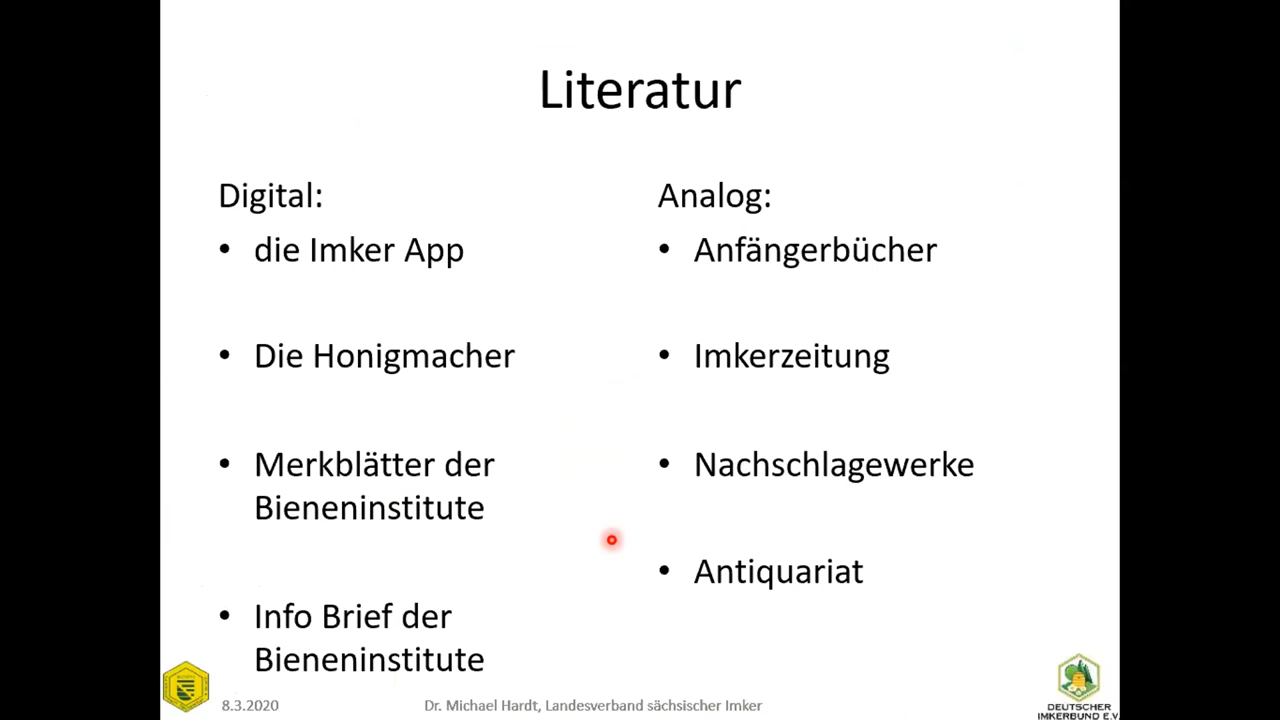 Literatur
Digital:
• die Imker App
• Die Honigmacher
• Merkblätter der
Bieneninstitute
• Info Brief der
Bieneninstitute
Analog:
• Anfängerbücher
• Imkerzeitung
• Nachschlagewerke
• Antiquariat
8.3.2020
Dr. Michael Hardt, Landesverband sächsischer Imker
DEUTSCHER
IMKERBUND E.V